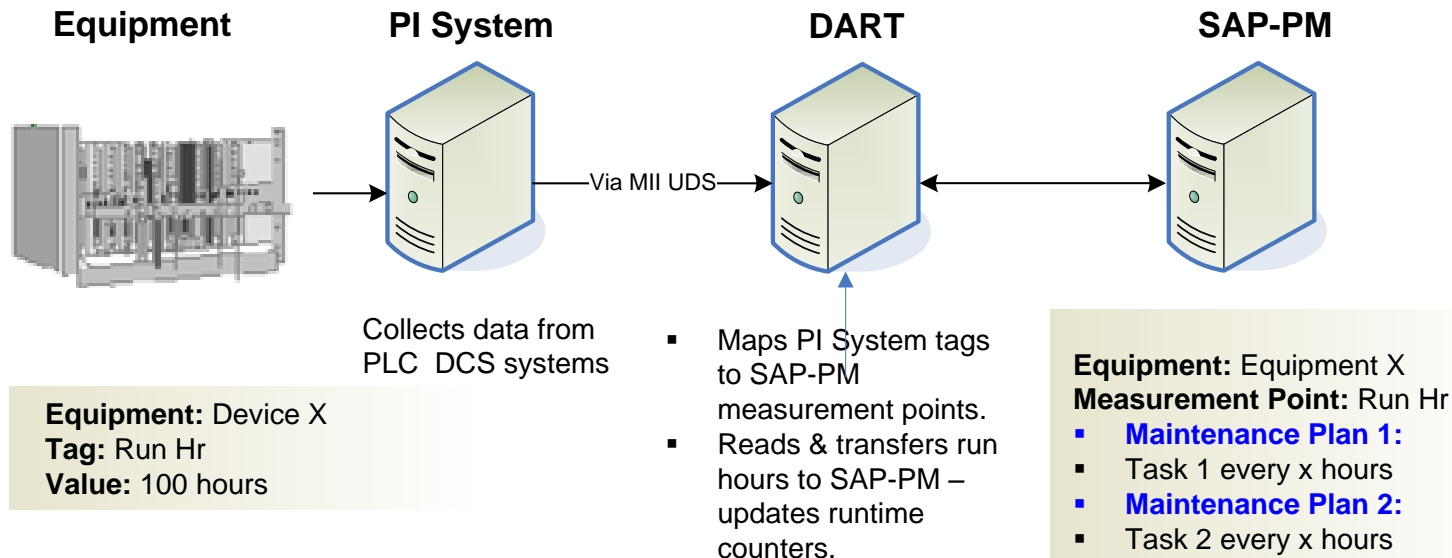 Equipment
PI System
DART
SAP-PM
Via MII UDS
Collects data from
PLC  DCS systems
Equipment: Device X
Tag: Run Hr
Value: 100 hours
▪ Maps PI System tags
to SAP-PM
measurement points.
▪ Reads & transfers run
hours to SAP-PM –
updates runtime
counters.
Equipment: Equipment X
Measurement Point: Run Hr
▪ Maintenance Plan 1:
▪ Task 1 every x hours
▪ Maintenance Plan 2:
▪ Task 2 every x hours